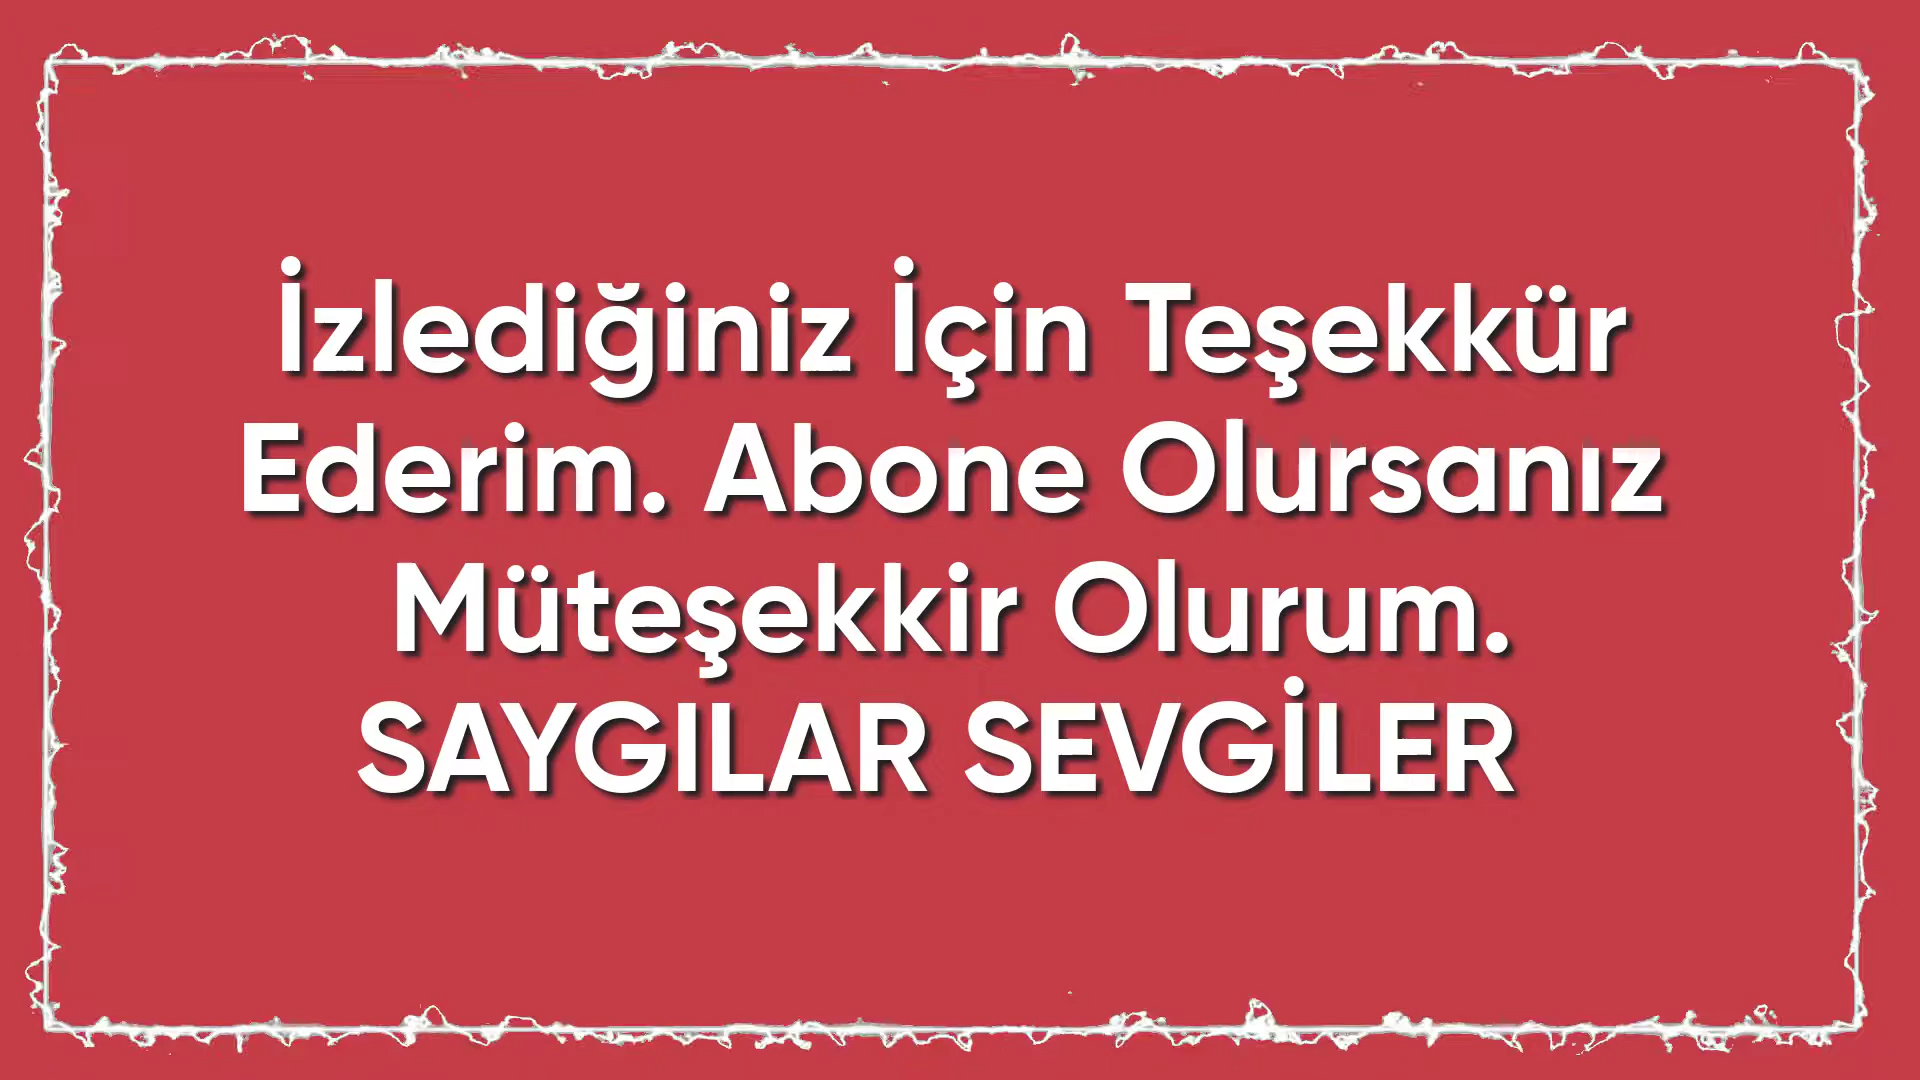 İzlediğiniz İçin Teşekkür
Ederim. Abone Olursanız
Müteşekkir Olurum.
SAYGILAR SEVGİLER